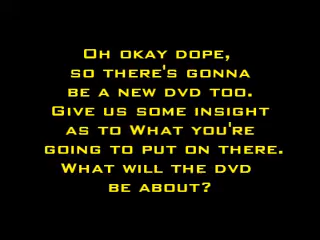 Oh okay dope,
so there's gonna
be a new dvd too.
Give us some insight
as to What you're
going to put on there.
What will the dvd
be about?